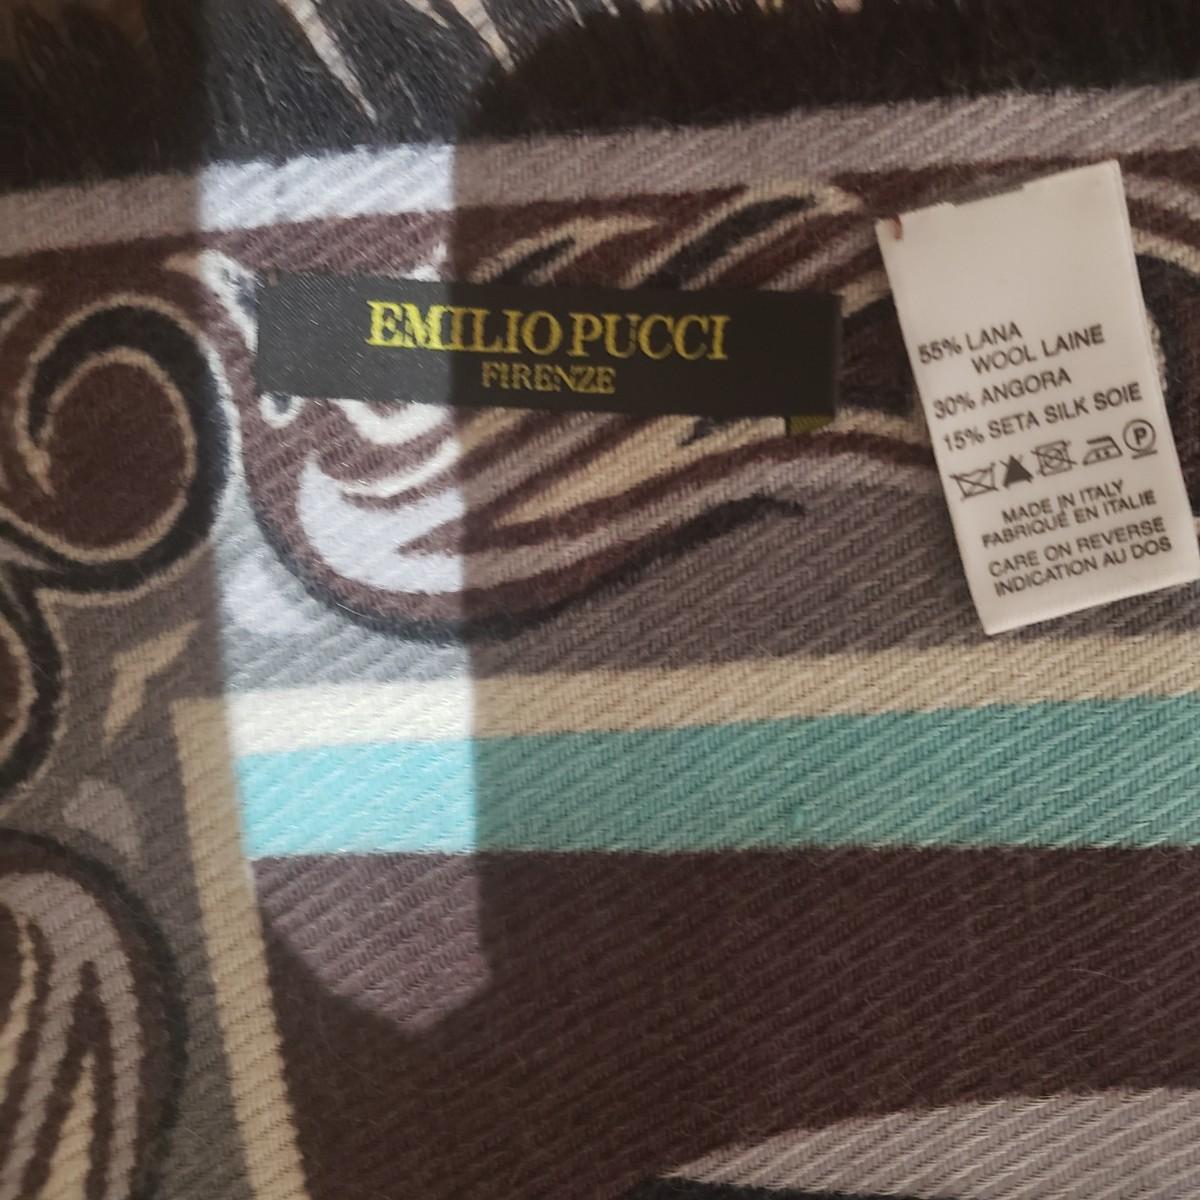 EMILIO PUCCI
FIRENZE
55% LANA
WOOL LAINE
30% ANGORA
15% SETA SILK SOIE
P
MADE IN ITALY
FABRIQUÉ EN ITALIE
CARE ON REVERSE
INDICATION AU DOS